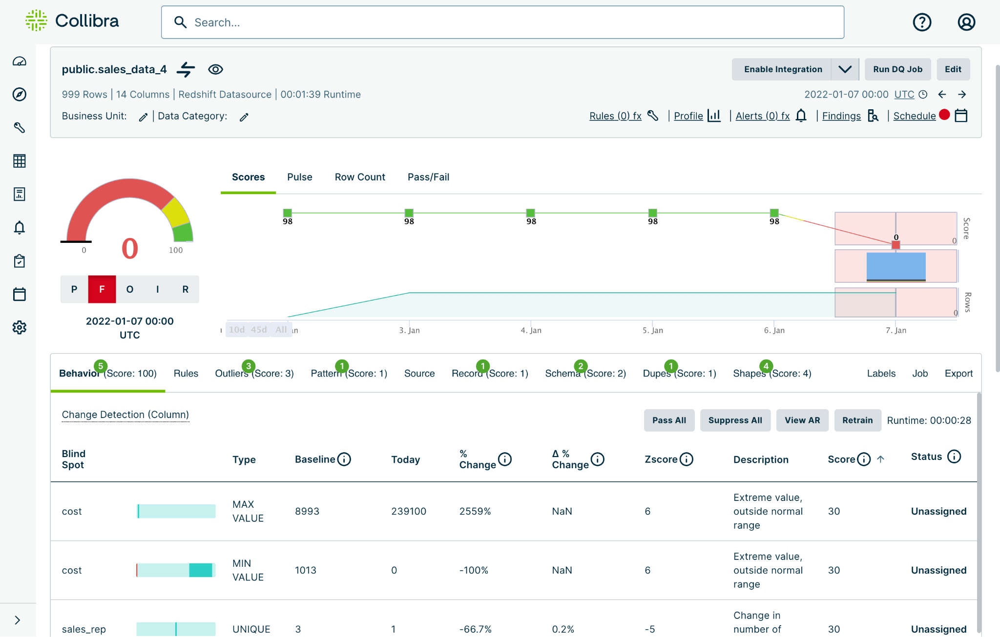 Collibra
Search...
public.sales_data_4
Enable Integration
Run DQ Job
Edit
999 Rows | 14 Columns | Redshift Datasource | 00:01:39 Runtime
2022-01-07 00:00 UTC
Business Unit: | Data Category:
Rules (0) fx | Profile | Alerts (0) fx | Findings | Schedule
Scores Pulse Row Count Pass/Fail
98 98 98 98 98
0
Score
0
0 0 100
P F O I R
2022-01-07 00:00
UTC
Rows
0
10d 45d All 3. Jan 4. Jan 5. Jan 6. Jan 7. Jan
5 3 1 1 2 1 4
Behavior (Score: 100) Rules Outliers (Score: 3) Pattern (Score: 1) Source Record (Score: 1) Schema (Score: 2) Dupes (Score: 1) Shapes (Score: 4) Labels Job Export
Change Detection (Column)
Pass All Suppress All View AR Retrain Runtime: 00:00:28
Blind Spot Type Baseline Today % Change Δ % Change Zscore Description Score Status
cost MAX VALUE 8993 239100 2559% NaN 6 Extreme value, outside normal range 30 Unassigned
cost MIN VALUE 1013 0 -100% NaN 6 Extreme value, outside normal range 30 Unassigned
sales_rep UNIQUE 3 1 -66.7% 0.2% -5 Change in number of 30 Unassigned